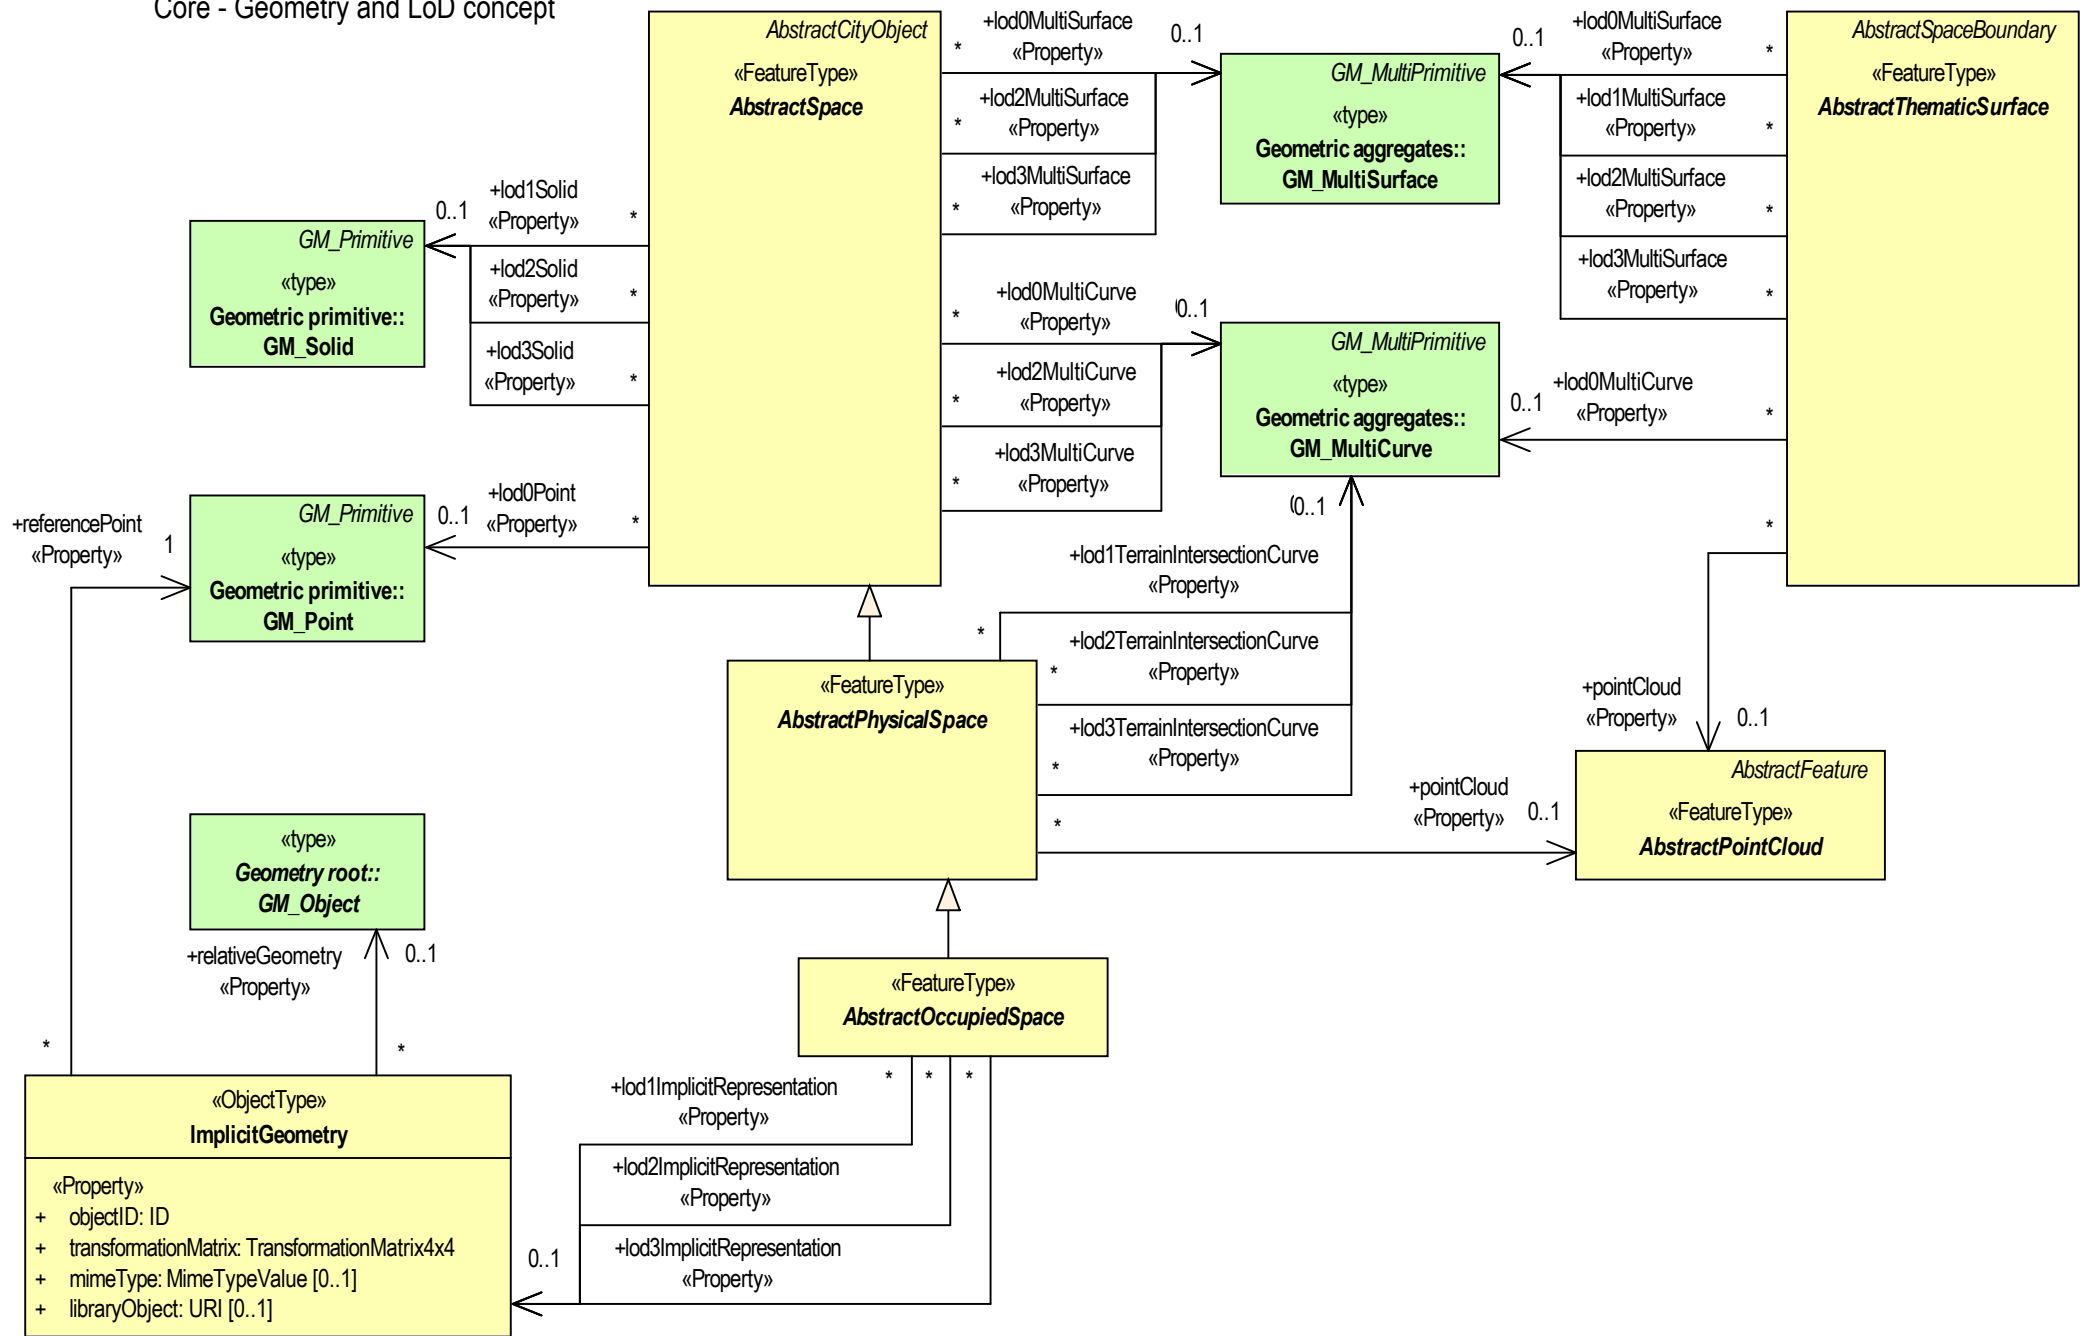 Core - Geometry and LoD concept
AbstractCityObject
«FeatureType»
AbstractSpace
+lod0MultiSurface
«Property»
*
0..1
+lod2MultiSurface
«Property»
*
+lod3MultiSurface
«Property»
*
GM_MultiPrimitive
«type»
Geometric aggregates::
GM_MultiSurface
0..1
+lod0MultiSurface
«Property»
*
+lod1MultiSurface
«Property»
*
+lod2MultiSurface
«Property»
*
+lod3MultiSurface
«Property»
*
AbstractSpaceBoundary
«FeatureType»
AbstractThematicSurface
+lod1Solid
«Property»
0..1
*
+lod2Solid
«Property»
*
+lod3Solid
«Property»
*
GM_Primitive
«type»
Geometric primitive::
GM_Solid
+lod0MultiCurve
«Property»
*
0..1
+lod2MultiCurve
«Property»
*
+lod3MultiCurve
«Property»
*
GM_MultiPrimitive
«type»
Geometric aggregates::
GM_MultiCurve
0..1
+lod0MultiCurve
«Property»
*
+referencePoint
«Property»
1
GM_Primitive
«type»
Geometric primitive::
GM_Point
0..1
+lod0Point
«Property»
*
0..1
+lod1TerrainIntersectionCurve
«Property»
*
+lod2TerrainIntersectionCurve
«Property»
*
+lod3TerrainIntersectionCurve
«Property»
*
«FeatureType»
AbstractPhysicalSpace
*
+pointCloud
«Property»
0..1
*
+pointCloud
«Property»
0..1
AbstractFeature
«FeatureType»
AbstractPointCloud
«type»
Geometry root::
GM_Object
+relativeGeometry
«Property»
0..1
*
*
«FeatureType»
AbstractOccupiedSpace
* * *
+lod1ImplicitRepresentation
«Property»
+lod2ImplicitRepresentation
«Property»
+lod3ImplicitRepresentation
«Property»
0..1
«ObjectType»
ImplicitGeometry
«Property»
+ objectID: ID
+ transformationMatrix: TransformationMatrix4x4
+ mimeType: MimeTypeValue [0..1]
+ libraryObject: URI [0..1]